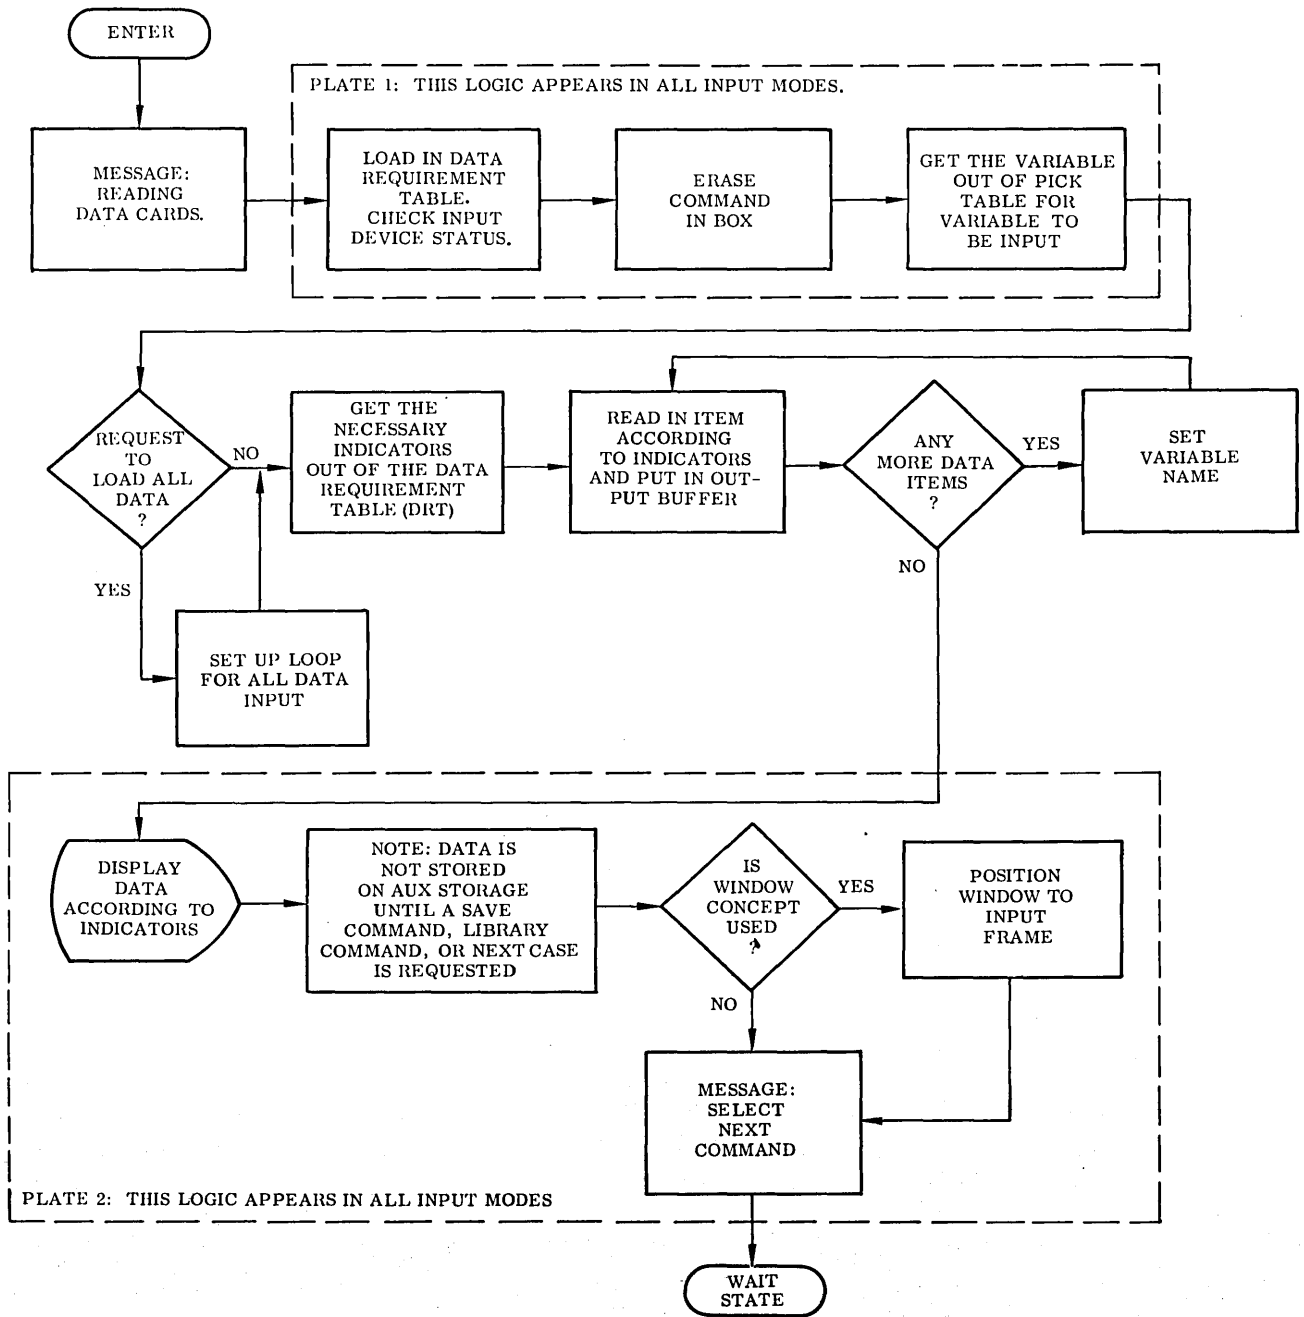 ENTER
PLATE 1: THIS LOGIC APPEARS IN ALL INPUT MODES.
MESSAGE:
READING
DATA CARDS.
LOAD IN DATA
REQUIREMENT
TABLE.
CHECK INPUT
DEVICE STATUS.
ERASE
COMMAND
IN BOX
GET THE VARIABLE
OUT OF PICK
TABLE FOR
VARIABLE TO
BE INPUT
REQUEST
TO
LOAD ALL
DATA
?
NO
YES
SET UP LOOP
FOR ALL DATA
INPUT
GET THE
NECESSARY
INDICATORS
OUT OF THE DATA
REQUIREMENT
TABLE (DRT)
READ IN ITEM
ACCORDING
TO INDICATORS
AND PUT IN OUT-
PUT BUFFER
ANY
MORE DATA
ITEMS
?
YES
NO
SET
VARIABLE
NAME
DISPLAY
DATA
ACCORDING TO
INDICATORS
NOTE: DATA IS
NOT STORED
ON AUX STORAGE
UNTIL A SAVE
COMMAND, LIBRARY
COMMAND, OR NEXT CASE
IS REQUESTED
IS
WINDOW
CONCEPT
USED
?
YES
NO
POSITION
WINDOW TO
INPUT
FRAME
MESSAGE:
SELECT
NEXT
COMMAND
PLATE 2: THIS LOGIC APPEARS IN ALL INPUT MODES
WAIT
STATE